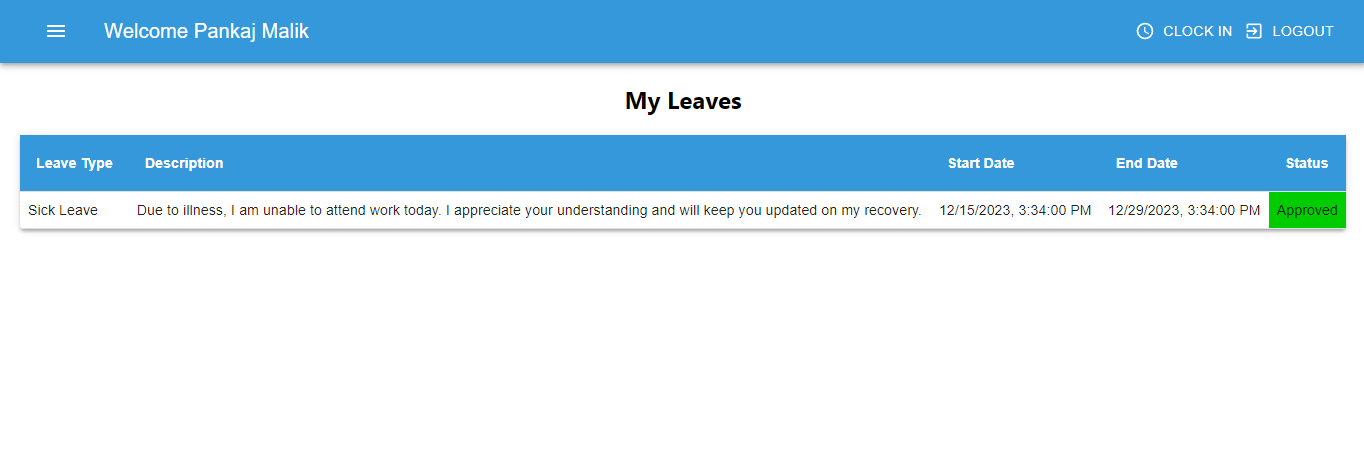 Welcome Pankaj Malik CLOCK IN LOGOUT
My Leaves
Leave Type Description Start Date End Date Status
Sick Leave Due to illness, I am unable to attend work today. I appreciate your understanding and will keep you updated on my recovery. 12/15/2023, 3:34:00 PM 12/29/2023, 3:34:00 PM Approved